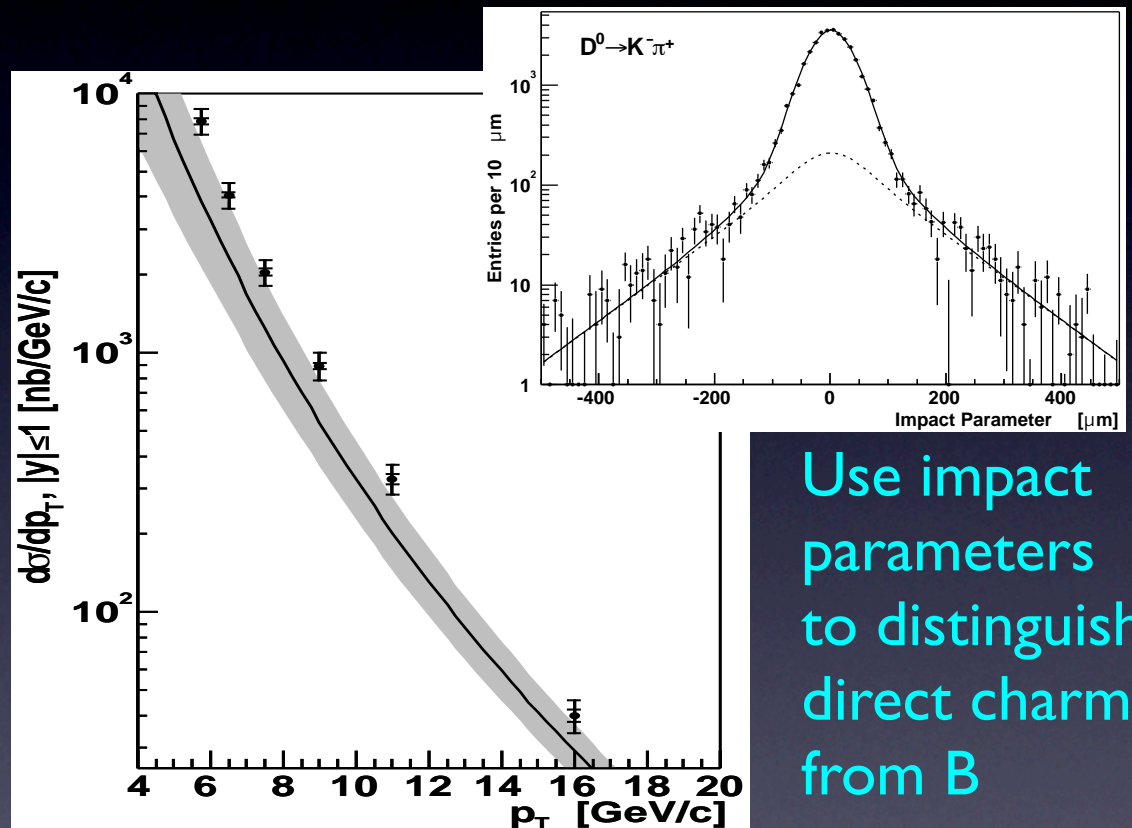 D⁰→K⁻π⁺
Entries per 10 μm
10³
10²
10
1
-400 -200 0 200 400
Impact Parameter [μm]
dσ/dp_T, |y|≤1 [nb/GeV/c]
10⁴
10³
10²
4 6 8 10 12 14 16 18 20
p_T [GeV/c]
Use impact
parameters
to distinguish
direct charm
from B